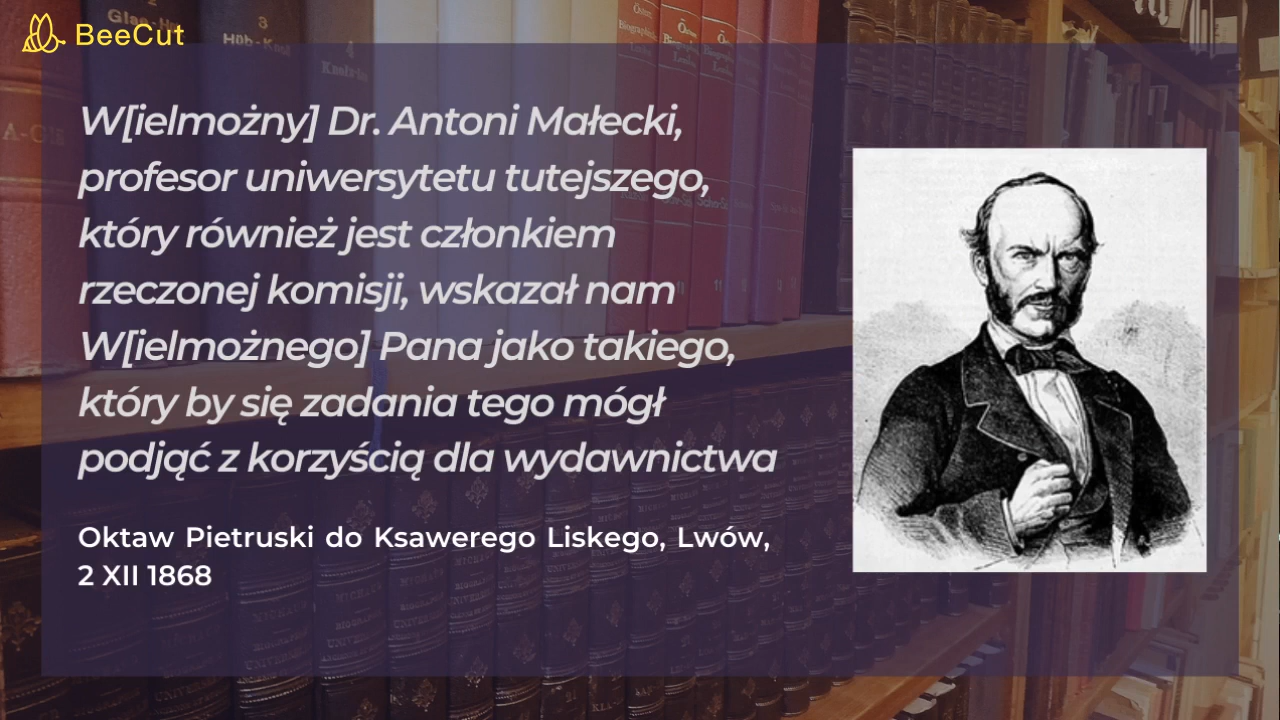 BeeCut
W[ielmożny] Dr. Antoni Małecki,
profesor uniwersytetu tutejszego,
który również jest członkiem
rzeczonej komisji, wskazał nam
W[ielmożnego] Pana jako takiego,
który by się zadania tego mógł
podjąć z korzyścią dla wydawnictwa
Oktaw Pietruski do Ksawerego Liskego, Lwów,
2 XII 1868